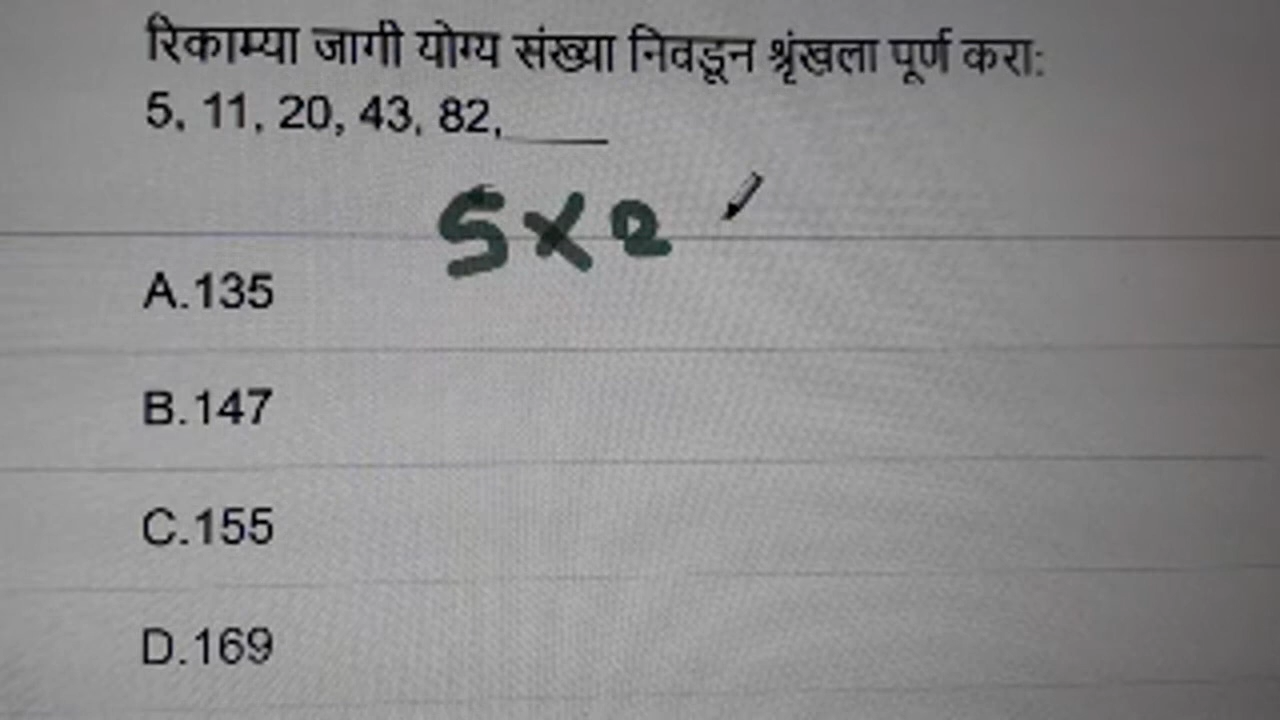 रिकाम्या जागी योग्य संख्या निवडून श्रृंखला पूर्ण करा:
5, 11, 20, 43, 82,____
5×2
A.135
B.147
C.155
D.169